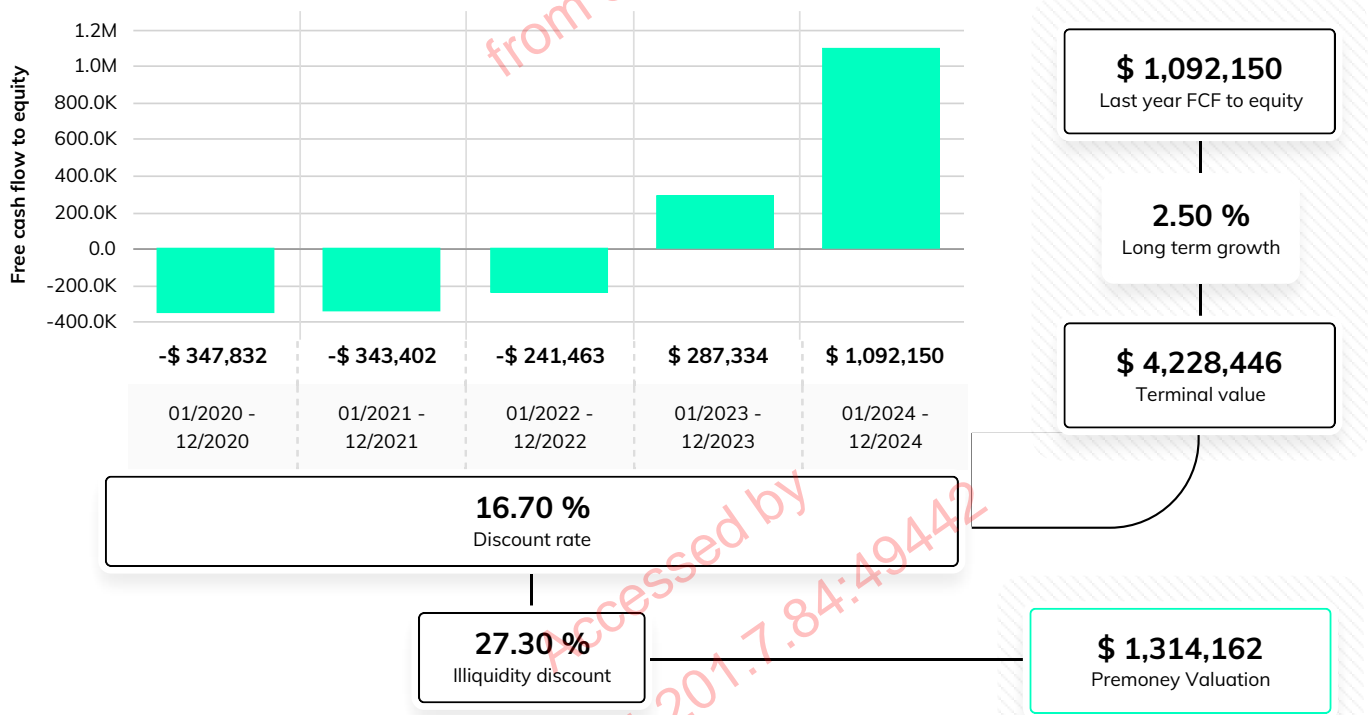 from
1.2M
1.0M
800.0K
600.0K
400.0K
200.0K
0.0
-200.0K
-400.0K
Free cash flow to equity
-$ 347,832
-$ 343,402
-$ 241,463
$ 287,334
$ 1,092,150
01/2020 -
12/2020
01/2021 -
12/2021
01/2022 -
12/2022
01/2023 -
12/2023
01/2024 -
12/2024
$ 1,092,150
Last year FCF to equity
2.50 %
Long term growth
$ 4,228,446
Terminal value
16.70 %
Discount rate
27.30 %
Illiquidity discount
$ 1,314,162
Premoney Valuation
Accessed by
201.7.84:49442